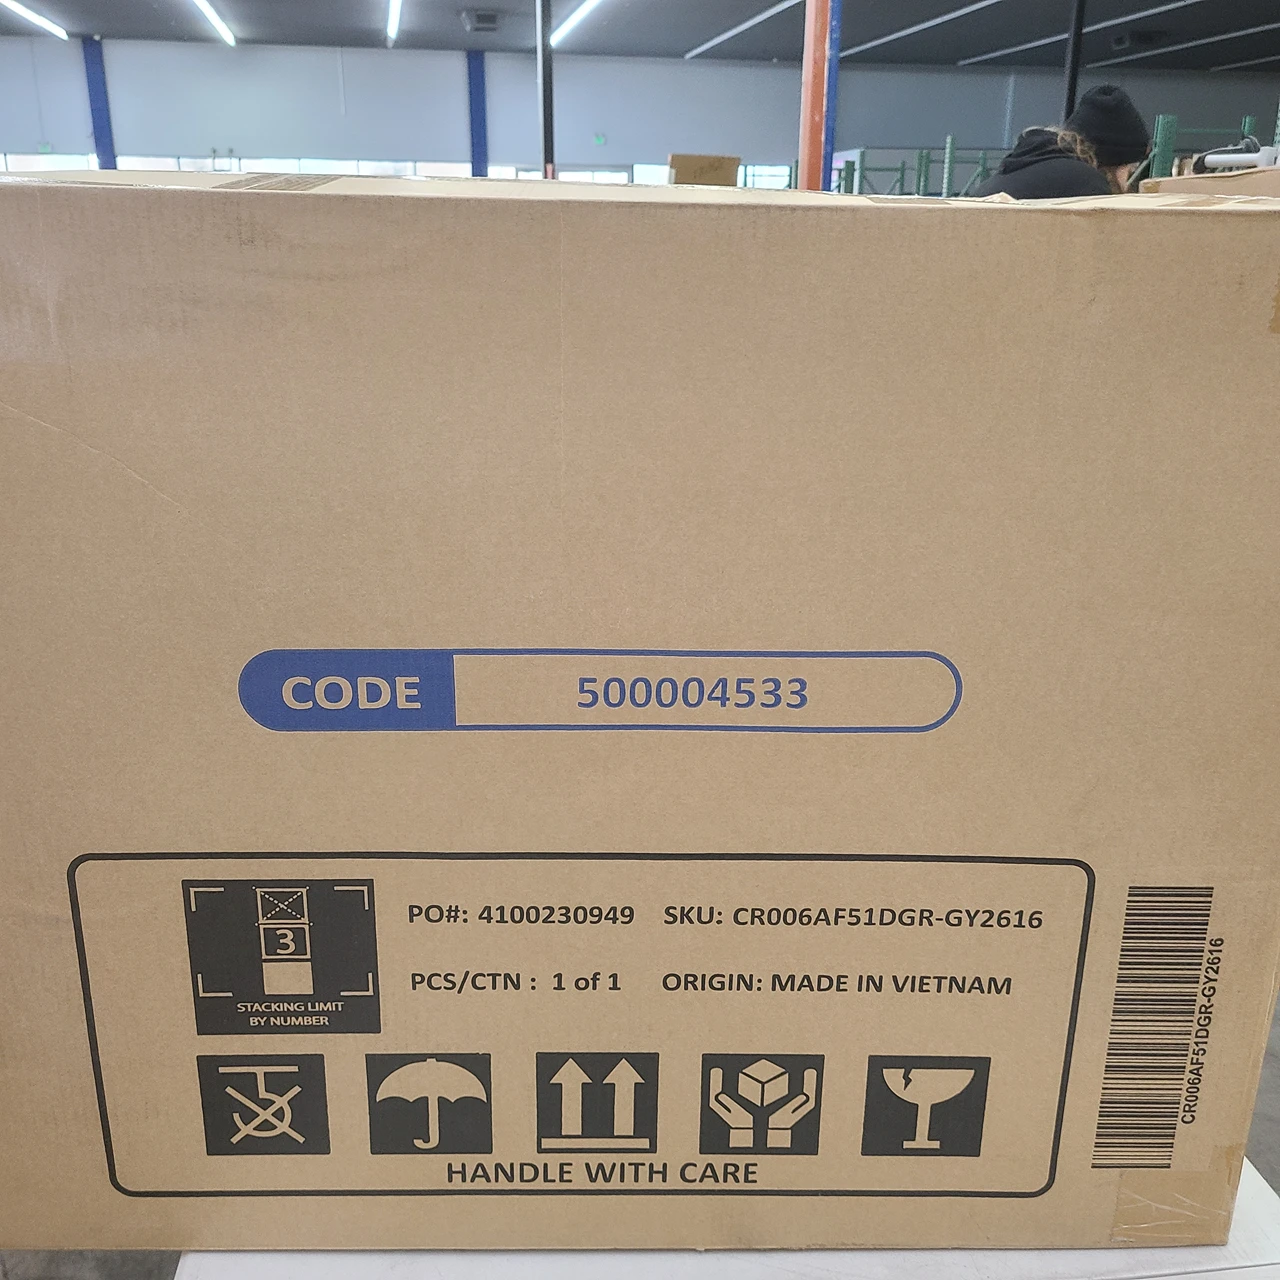 CODE 500004533
3
STACKING LIMIT
BY NUMBER
PO#: 4100230949 SKU: CR006AF51DGR-GY2616
PCS/CTN : 1 of 1 ORIGIN: MADE IN VIETNAM
HANDLE WITH CARE
CR006AF51DGR-GY2616